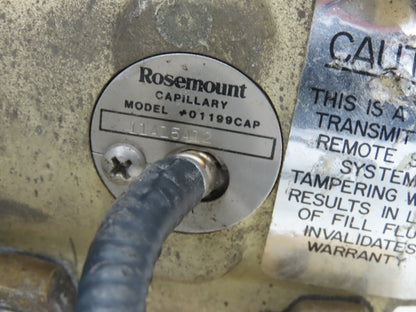 Rosemount
CAPILLARY
MODEL #01199CAP
CAUT
THIS IS A
TRANSMIT
REMOTE
SYSTEM
TAMPERING W
RESULTS IN
OF FILL FLU
INVALIDATES
WARRANTY